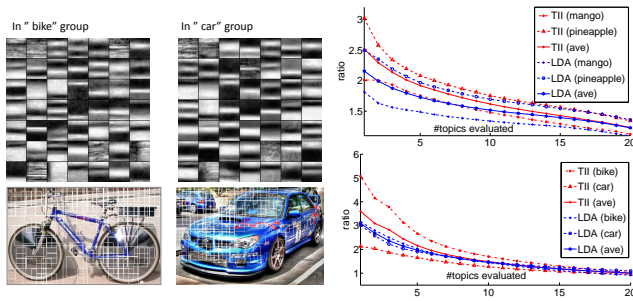 In " bike" group
In " car" group
3
2.5
2
1.5
ratio
5
10
15
20
#topics evaluated
TII (mango)
TII (pineapple)
TII (ave)
LDA (mango)
LDA (pineapple)
LDA (ave)
6
5
4
3
2
1
ratio
5
10
15
20
#topics evaluated
TII (bike)
TII (car)
TII (ave)
LDA (bike)
LDA (car)
LDA (ave)